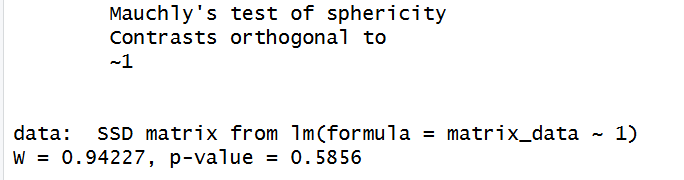 Mauchly's test of sphericity
Contrasts orthogonal to
~1
data:  SSD matrix from lm(formula = matrix_data ~ 1)
W = 0.94227, p-value = 0.5856